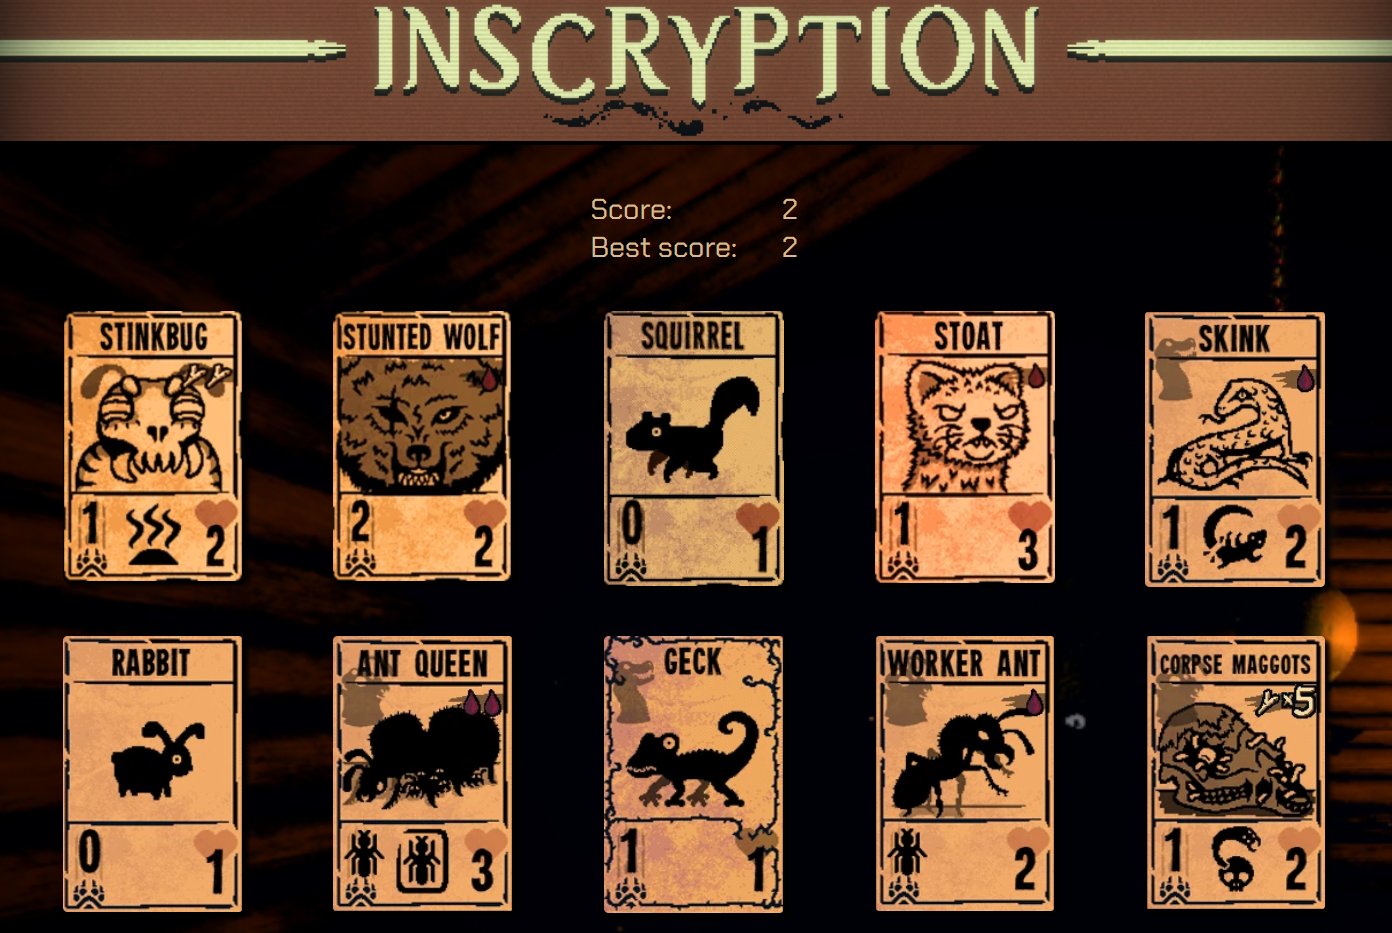 INSCRYPTION
Score: 2
Best score: 2
STINKBUG
1 2
STUNTED WOLF
2 2
SQUIRREL
0 1
STOAT
1 3
SKINK
1 2
RABBIT
0 1
ANT QUEEN
3
GECK
1 1
WORKER ANT
2
CORPSE MAGGOTS
x5
1 2